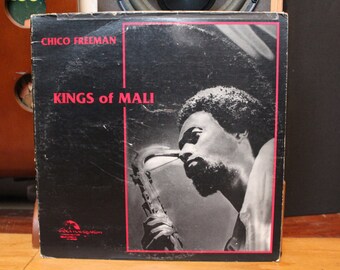 CHICO FREEMAN
KINGS of MALI